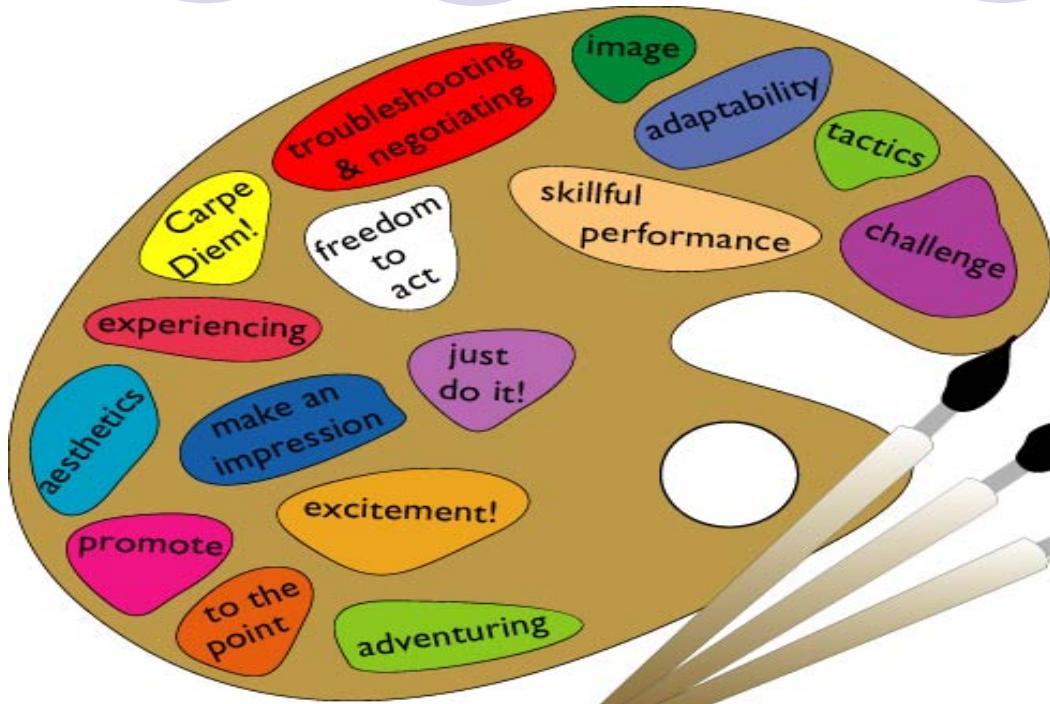 troubleshooting
& negotiating
image
adaptability
tactics
Carpe
Diem!
freedom
to
act
skillful
performance
challenge
experiencing
just
do it!
aesthetics
make an
impression
excitement!
promote
to the
point
adventuring